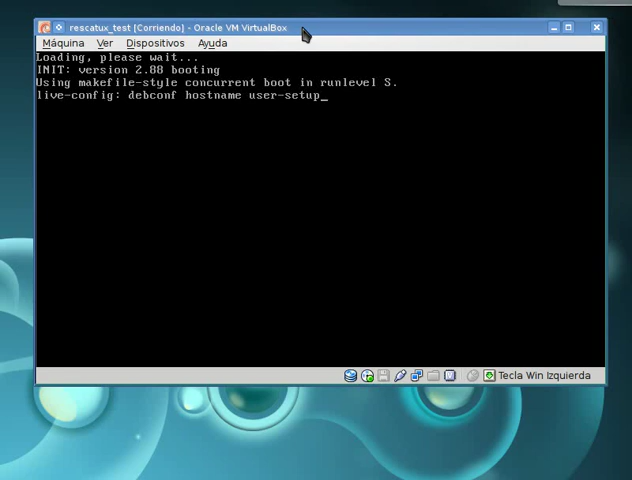 rescatux_test [Corriendo] - Oracle VM VirtualBox
Máquina Ver Dispositivos Ayuda
Loading, please wait...
INIT: version 2.88 booting
Using makefile-style concurrent boot in runlevel S.
live-config: debconf hostname user-setup_
Tecla Win Izquierda